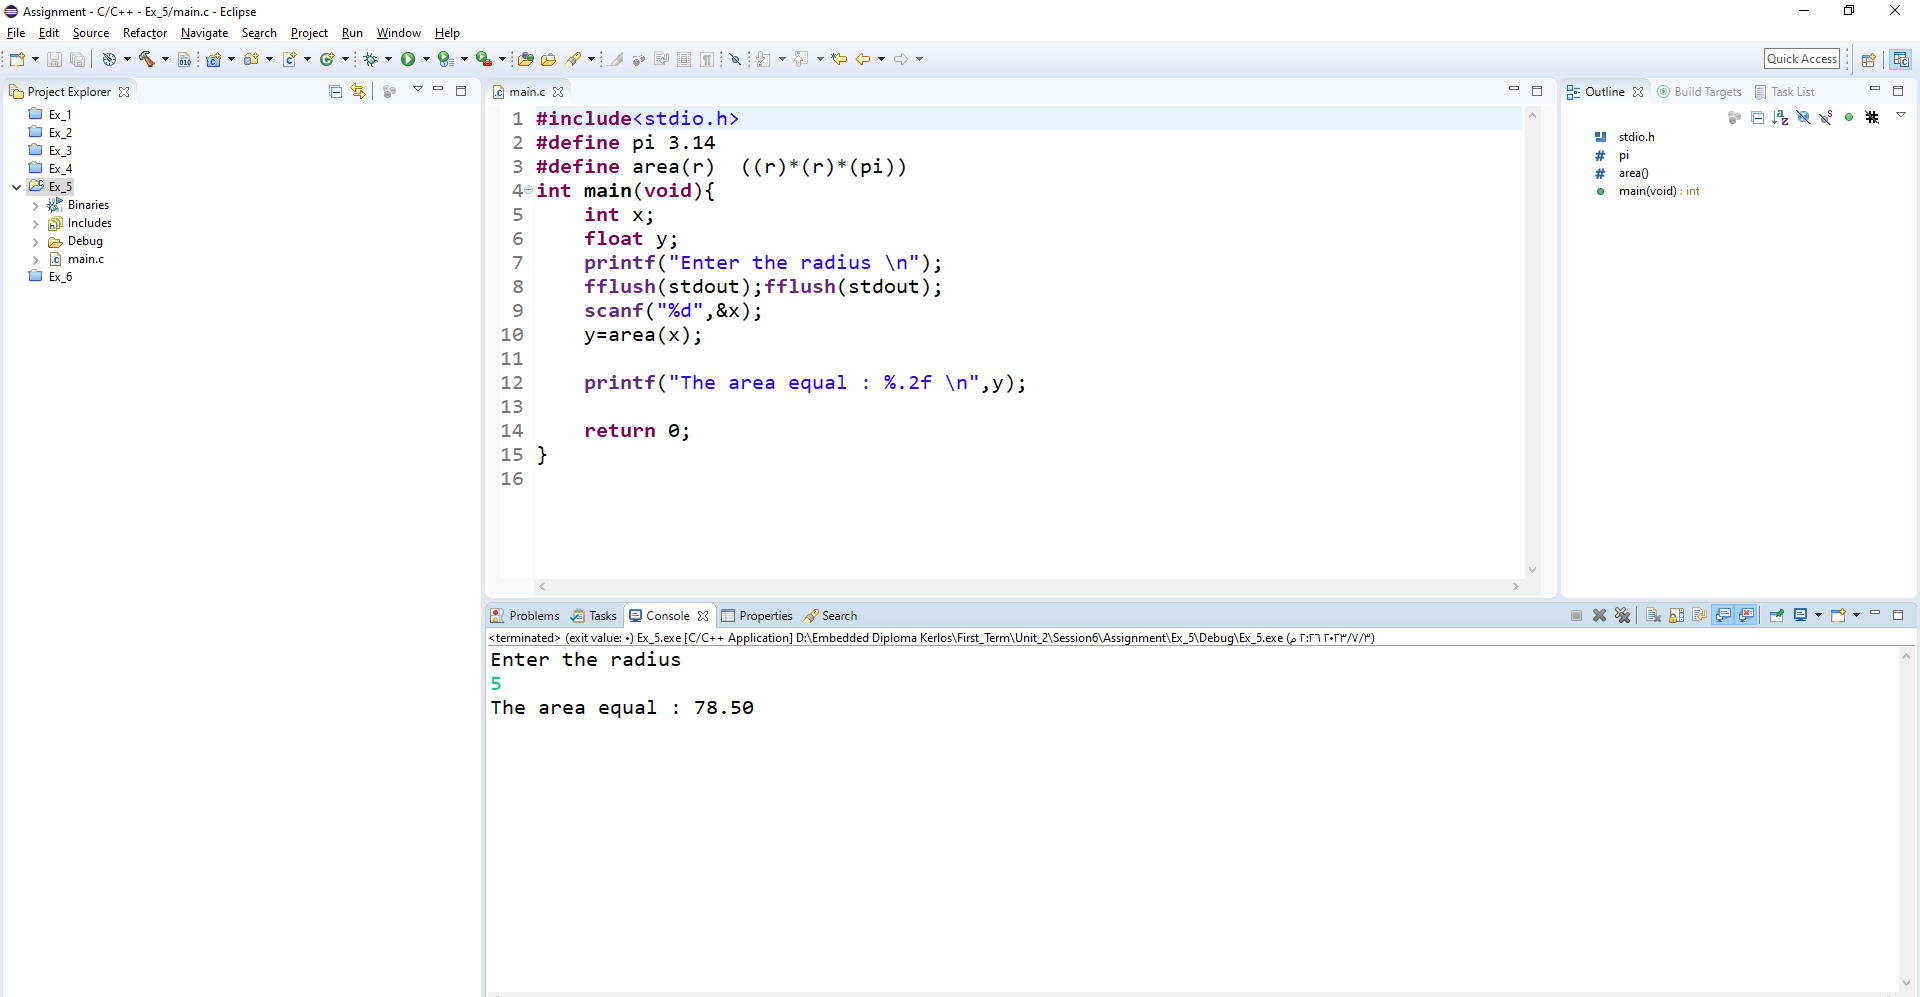 Assignment - C/C++ - Ex_5/main.c - Eclipse
File Edit Source Refactor Navigate Search Project Run Window Help
Quick Access
Project Explorer
Ex_1
Ex_2
Ex_3
Ex_4
Ex_5
Binaries
Includes
Debug
main.c
Ex_6
main.c
1 #include<stdio.h>
2 #define pi 3.14
3 #define area(r)  ((r)*(r)*(pi))
4 int main(void){
5     int x;
6     float y;
7     printf("Enter the radius \n");
8     fflush(stdout);fflush(stdout);
9     scanf("%d",&x);
10     y=area(x);
11
12     printf("The area equal : %.2f \n",y);
13
14     return 0;
15 }
16
Outline Build Targets Task List
stdio.h
pi
area()
main(void) : int
Problems Tasks Console Properties Search
<terminated> (exit value: ٠) Ex_5.exe [C/C++ Application] D:\Embedded Diploma Kerlos\First_Term\Unit_2\Session6\Assignment\Ex_5\Debug\Ex_5.exe (٢٠٢٣/٧/٣ ٢:٢٦ م)
Enter the radius
5
The area equal : 78.50